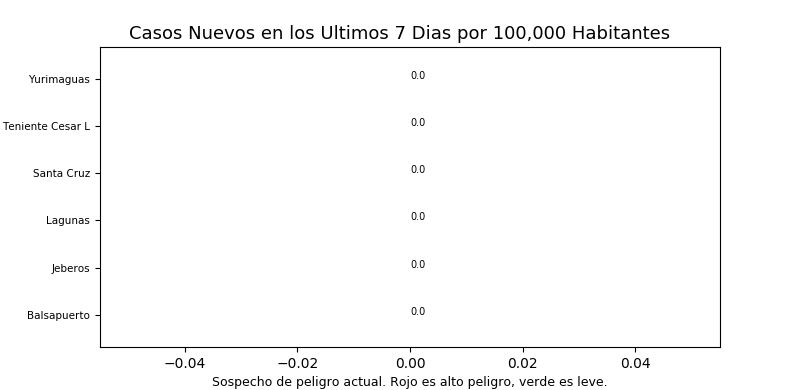 Casos Nuevos en los Ultimos 7 Dias por 100,000 Habitantes
Yurimaguas 0.0
Teniente Cesar L 0.0
Santa Cruz 0.0
Lagunas 0.0
Jeberos 0.0
Balsapuerto 0.0
−0.04 −0.02 0.00 0.02 0.04
Sospecho de peligro actual. Rojo es alto peligro, verde es leve.